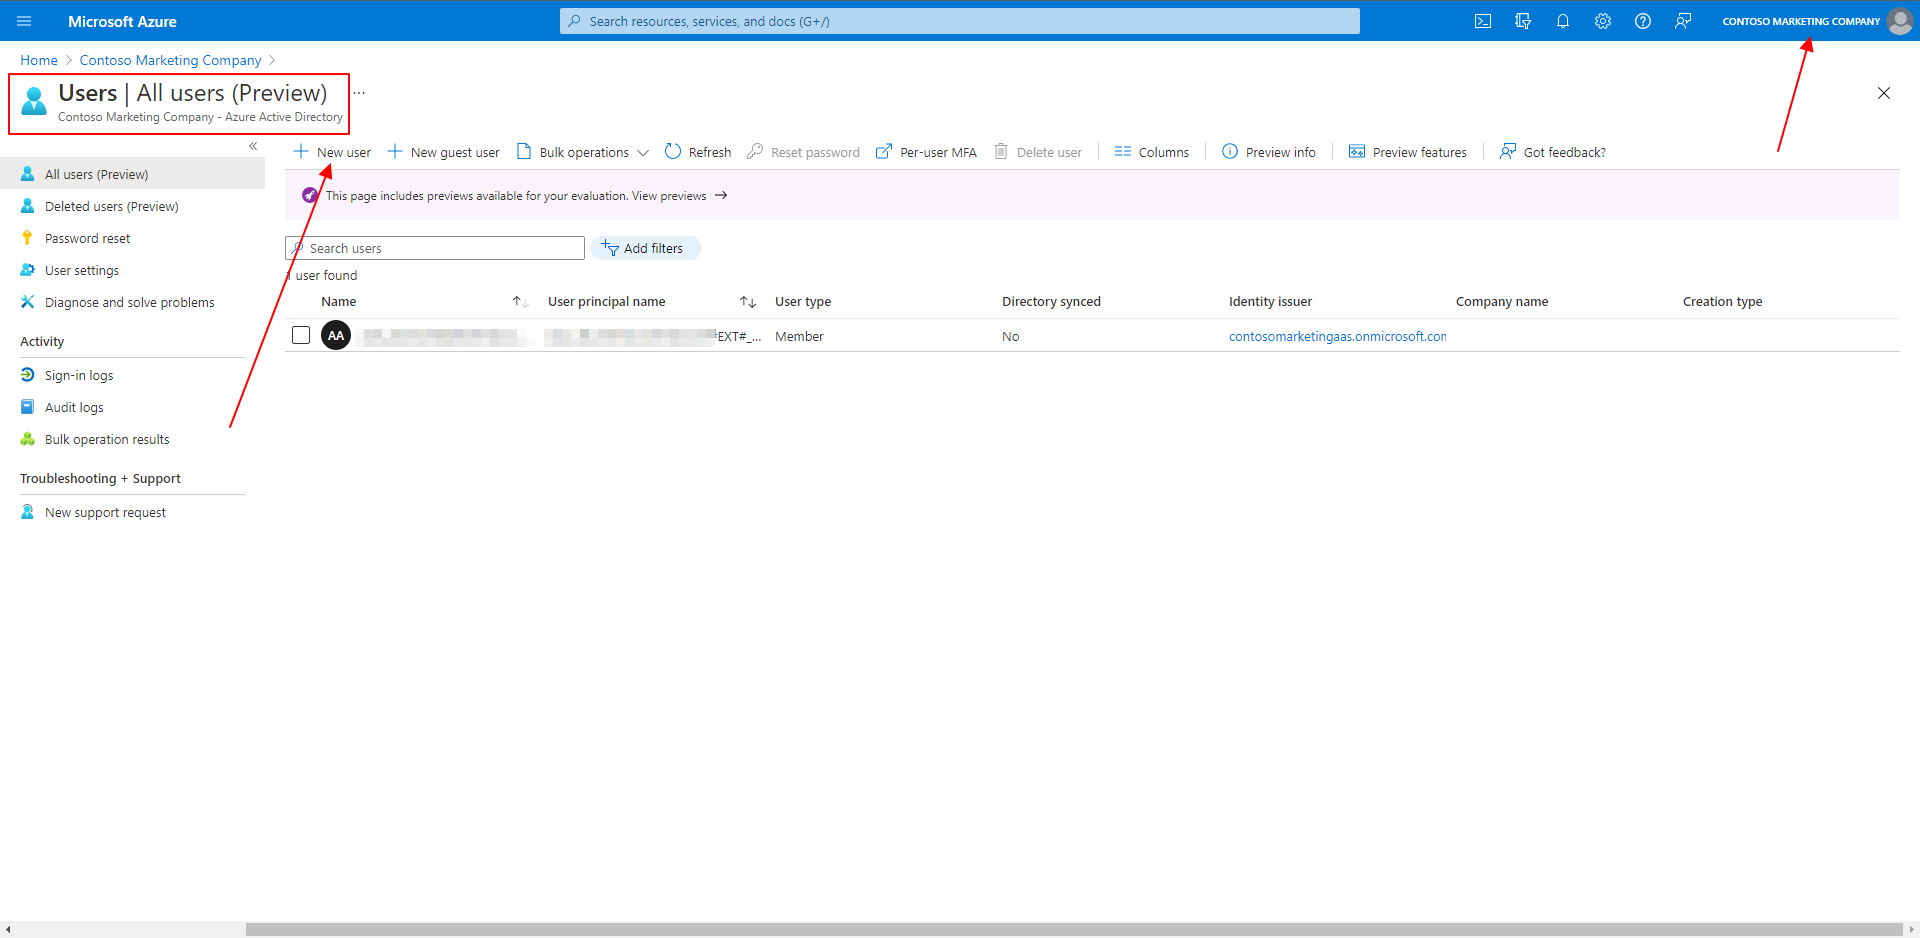 Microsoft Azure
Search resources, services, and docs (G+/)
CONTOSO MARKETING COMPANY
Home > Contoso Marketing Company >
Users | All users (Preview) ...
Contoso Marketing Company - Azure Active Directory
«
New user
New guest user
Bulk operations
Refresh
Reset password
Per-user MFA
Delete user
Columns
Preview info
Preview features
Got feedback?
All users (Preview)
Deleted users (Preview)
Password reset
User settings
Diagnose and solve problems
Activity
Sign-in logs
Audit logs
Bulk operation results
Troubleshooting + Support
New support request
This page includes previews available for your evaluation. View previews →
Search users
Add filters
1 user found
Name
User principal name
User type
Directory synced
Identity issuer
Company name
Creation type
AA
#EXT#_...
Member
No
contosomarketingaas.onmicrosoft.con